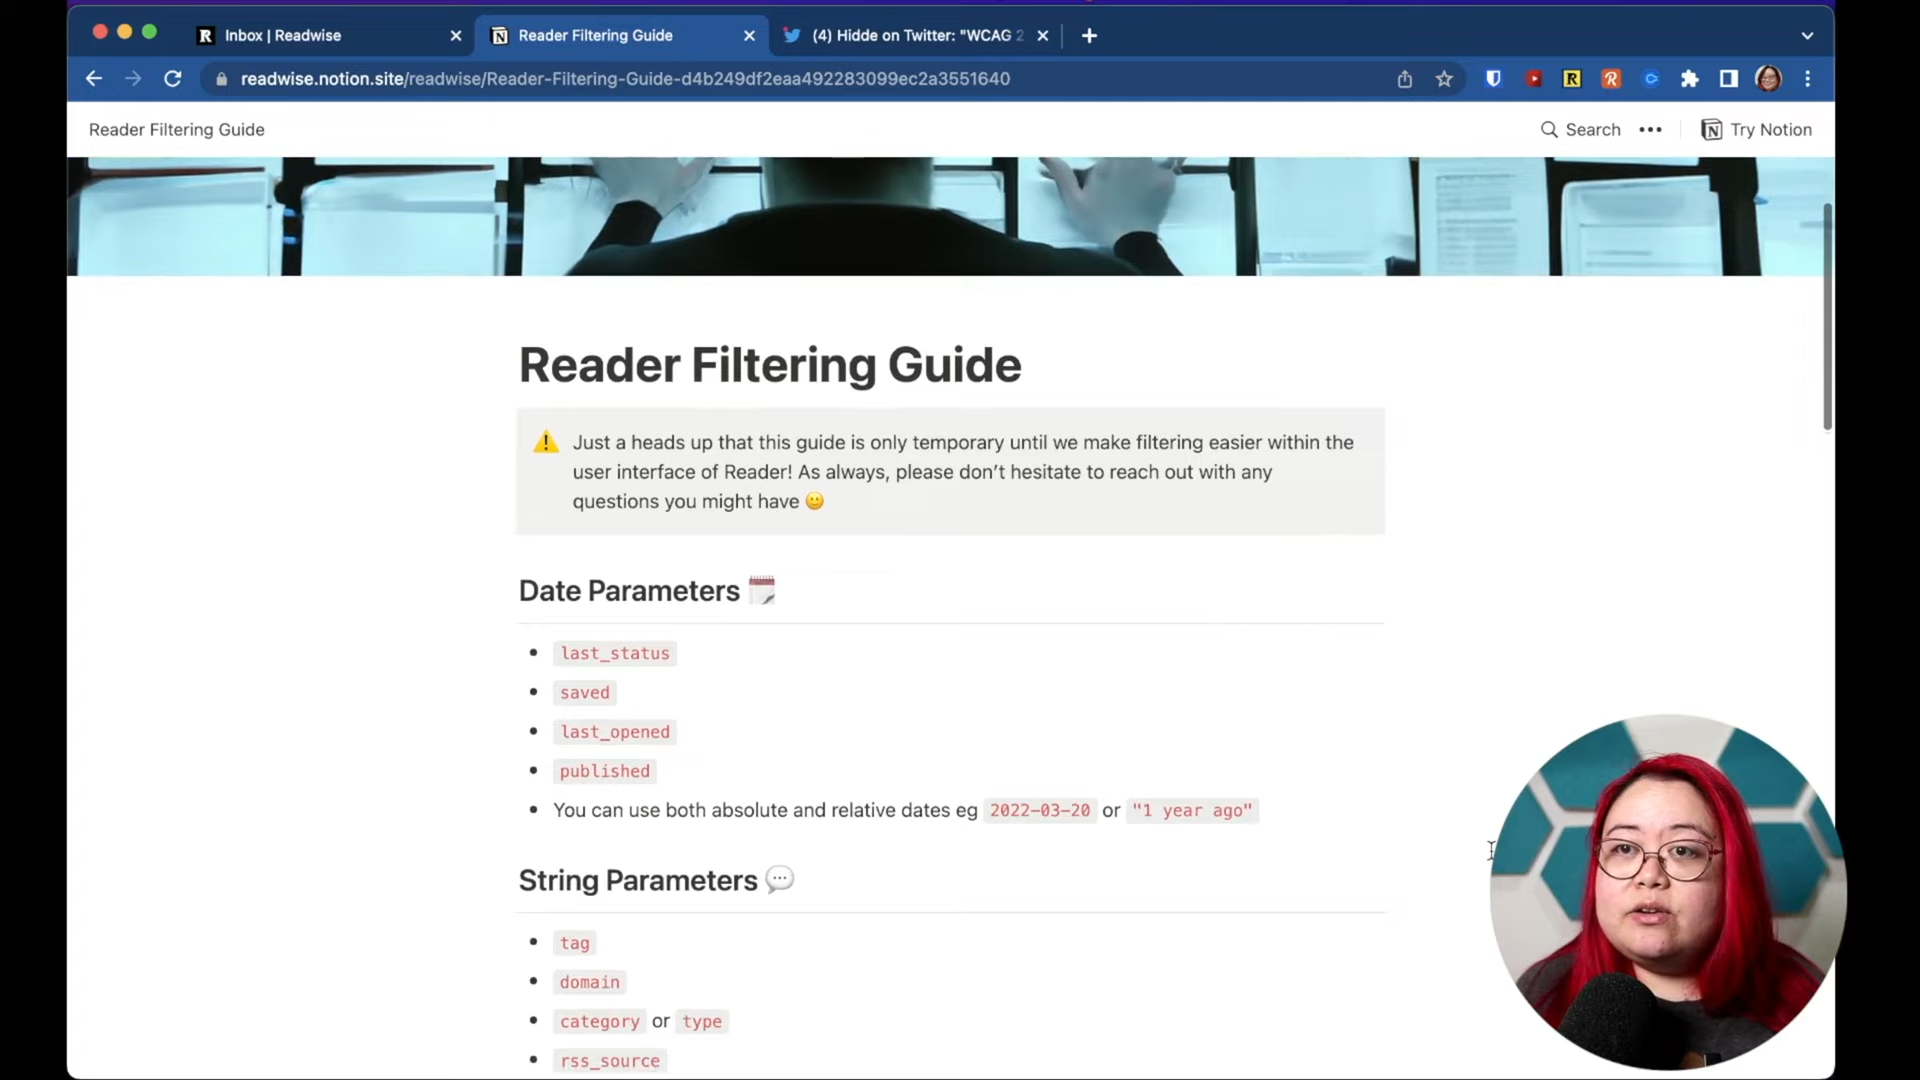 Inbox | Readwise
Reader Filtering Guide
(4) Hidde on Twitter: "WCAG 2
readwise.notion.site/readwise/Reader-Filtering-Guide-d4b249df2eaa492283099ec2a3551640
Reader Filtering Guide
Search
Try Notion
Reader Filtering Guide
Just a heads up that this guide is only temporary until we make filtering easier within the
user interface of Reader! As always, please don’t hesitate to reach out with any
questions you might have 🙂
Date Parameters 🗓️
• last_status
• saved
• last_opened
• published
• You can use both absolute and relative dates eg 2022-03-20 or "1 year ago"
String Parameters 💬
• tag
• domain
• category or type
• rss_source